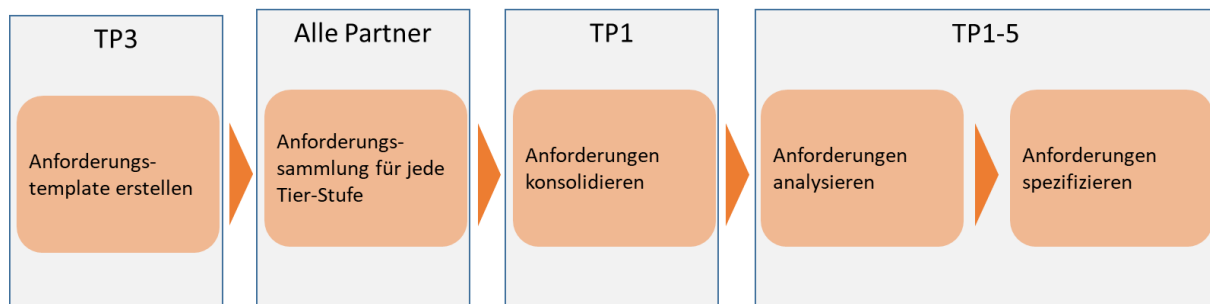 TP3
Anforderungs-
template erstellen
Alle Partner
Anforderungs-
sammlung für jede
Tier-Stufe
TP1
Anforderungen
konsolidieren
TP1-5
Anforderungen
analysieren
Anforderungen
spezifizieren